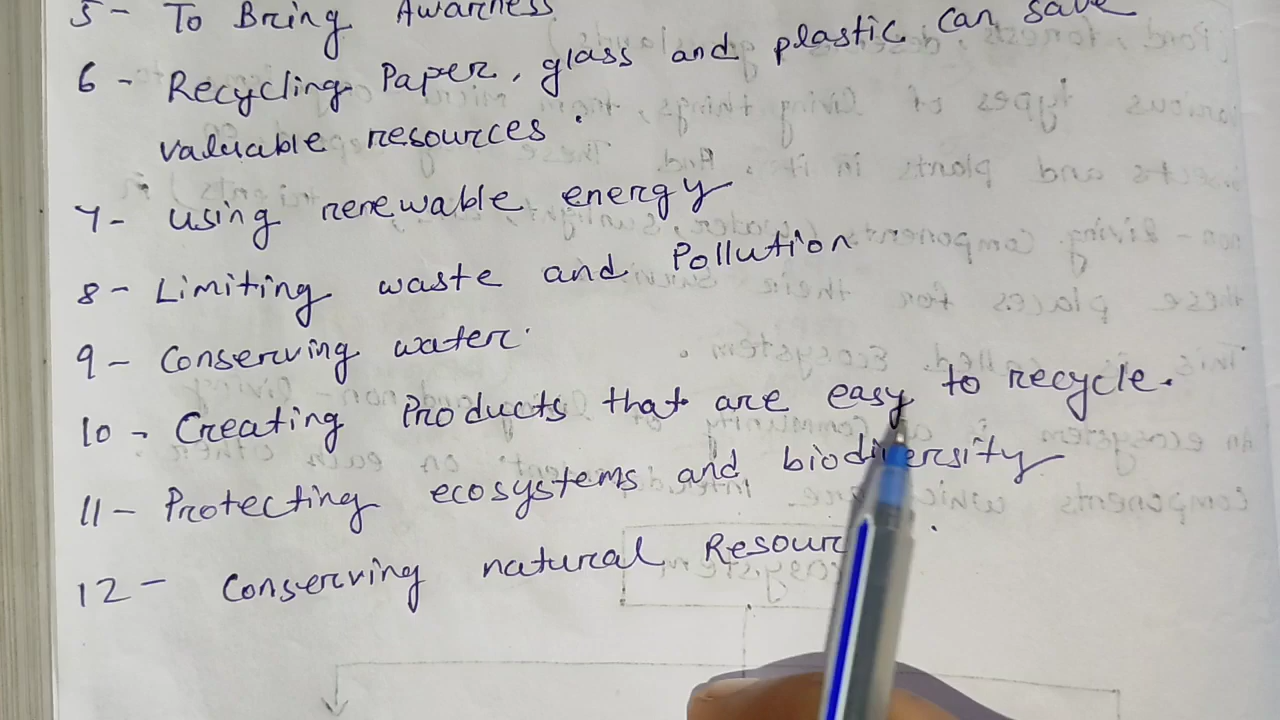 5- To Bring Awarness
6- Recycling Paper, glass and plastic can save
valuable resources.
7- using renewable energy
8- Limiting waste and Pollution
9- Conserving water.
10- Creating Products that are easy to recycle.
11- Protecting ecosystems and biodiversity
12- Conserving natural